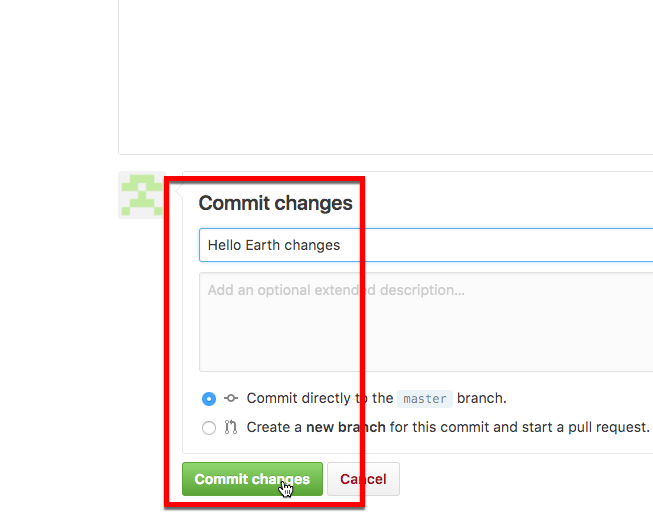 Commit changes
Hello Earth changes
Add an optional extended description...
Commit directly to the master branch.
Create a new branch for this commit and start a pull request.
Commit changes Cancel